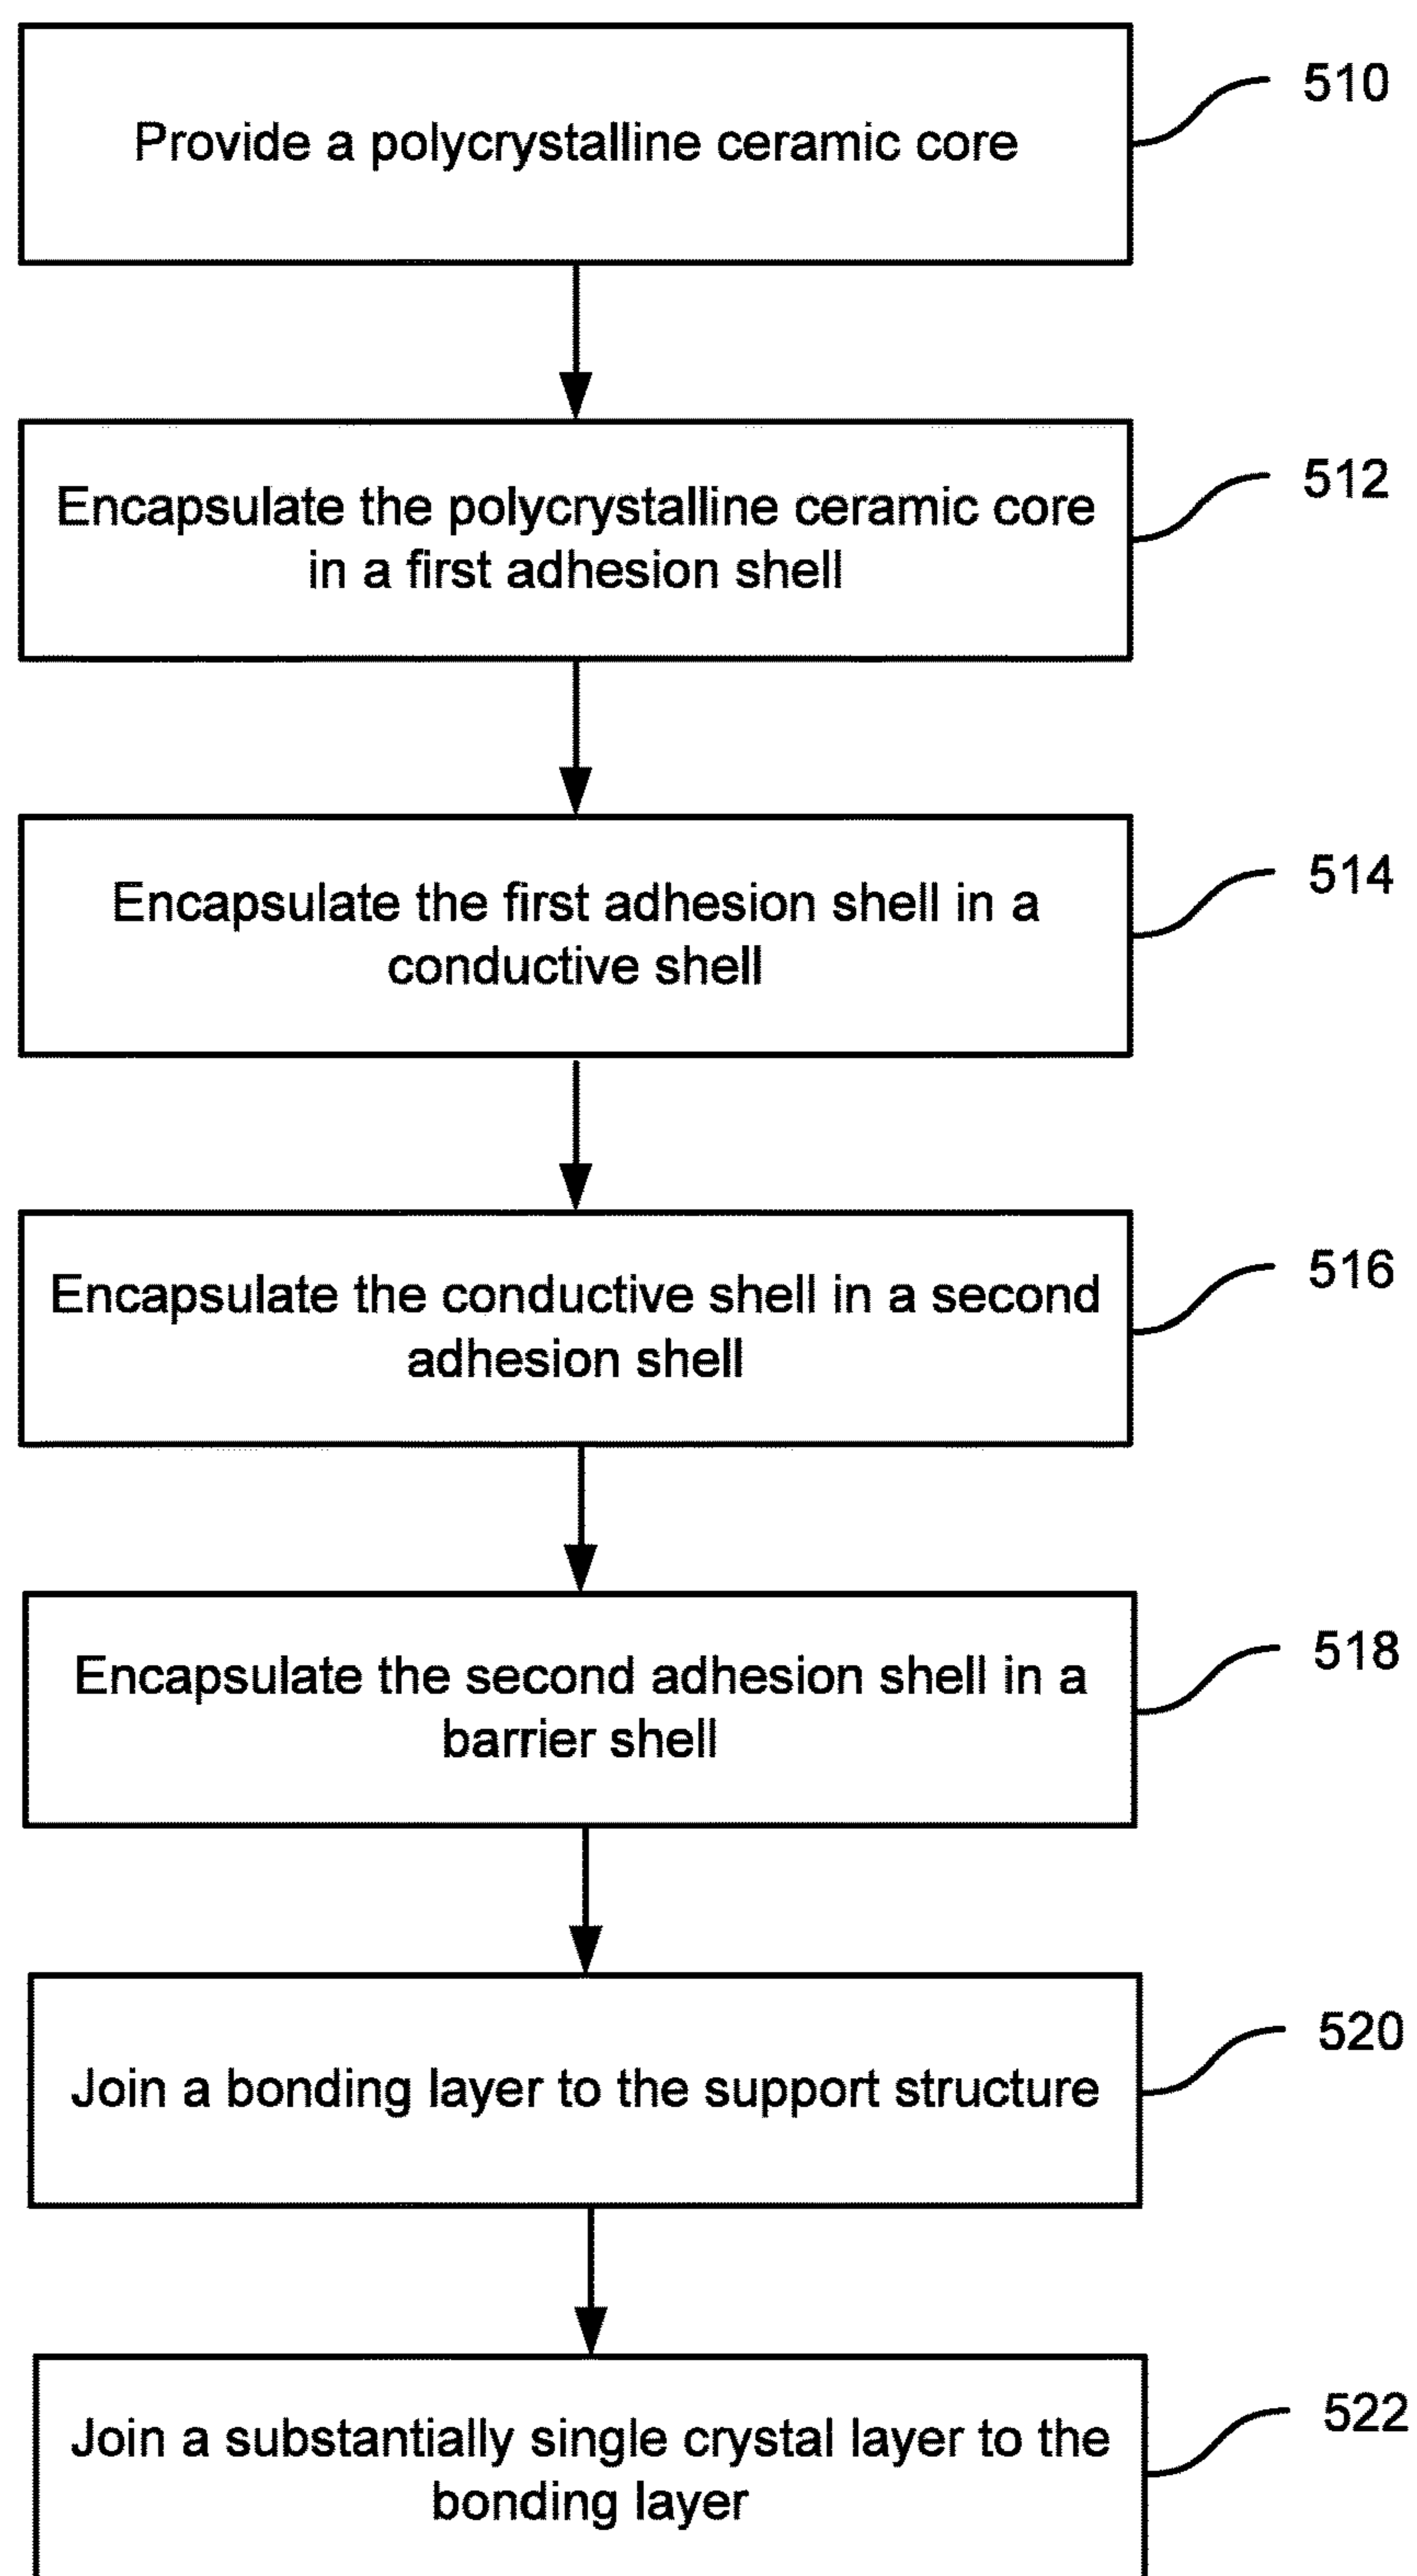 Provide a polycrystalline ceramic core
510
Encapsulate the polycrystalline ceramic core
in a first adhesion shell
512
Encapsulate the first adhesion shell in a
conductive shell
514
Encapsulate the conductive shell in a second
adhesion shell
516
Encapsulate the second adhesion shell in a
barrier shell
518
Join a bonding layer to the support structure
520
Join a substantially single crystal layer to the
bonding layer
522